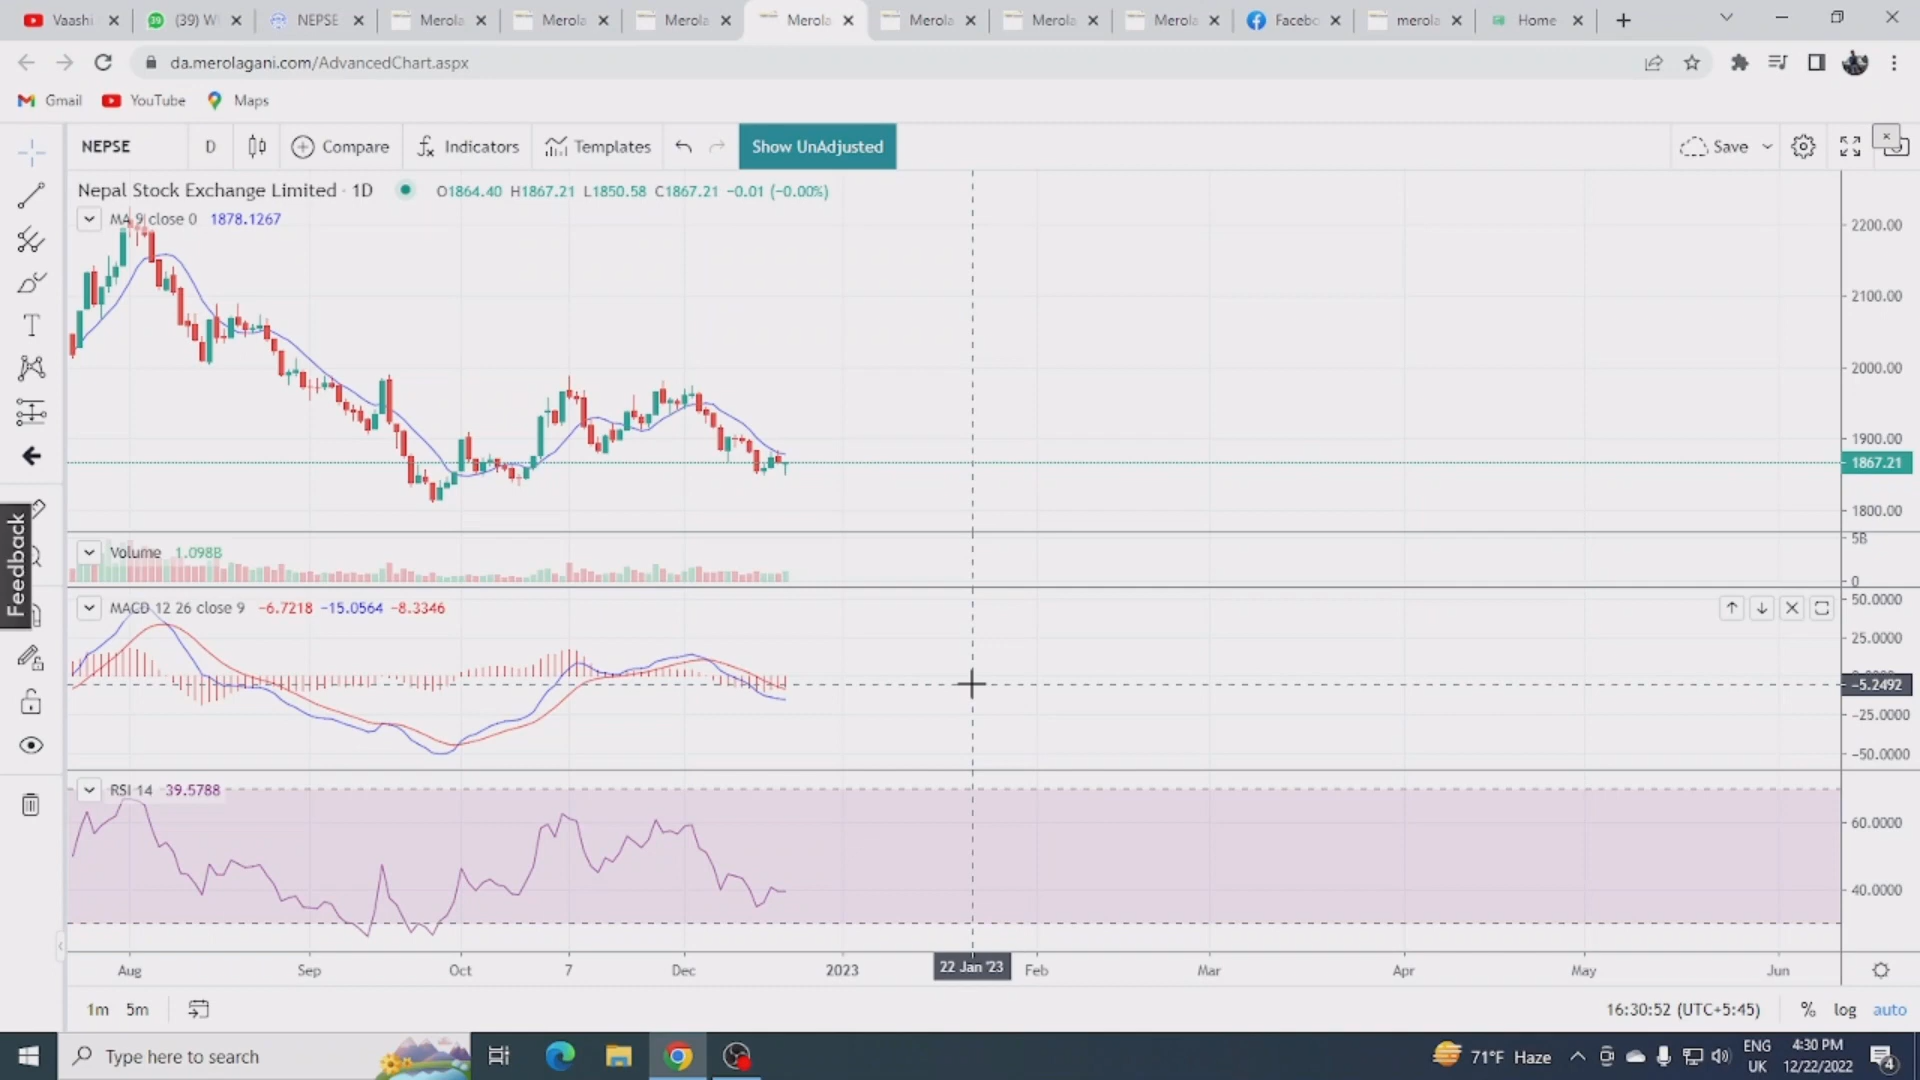 Vaashi (39) WI NEPSE Merola Merola Merola Merola Merola Merola Merola Facebo merola Home
da.merolagani.com/AdvancedChart.aspx
Gmail YouTube Maps
NEPSE D Compare Indicators Templates Show UnAdjusted Save
Nepal Stock Exchange Limited · 1D O1864.40 H1867.21 L1850.58 C1867.21 −0.01 (−0.00%)
MA 9 close 0 1878.1267
2200.00
2100.00
2000.00
1900.00
1867.21
1800.00
Feedback
Volume 1.098B
5B
0
MACD 12 26 close 9 −6.7218 −15.0564 −8.3346
50.0000
25.0000
−5.2492
−25.0000
−50.0000
RSI 14 39.5788
60.0000
40.0000
Aug Sep Oct 7 Dec 2023 22 Jan '23 Feb Mar Apr May Jun
1m 5m 16:30:52 (UTC+5:45) % log auto
Type here to search 71°F Haze ENG UK 4:30 PM 12/22/2022 4